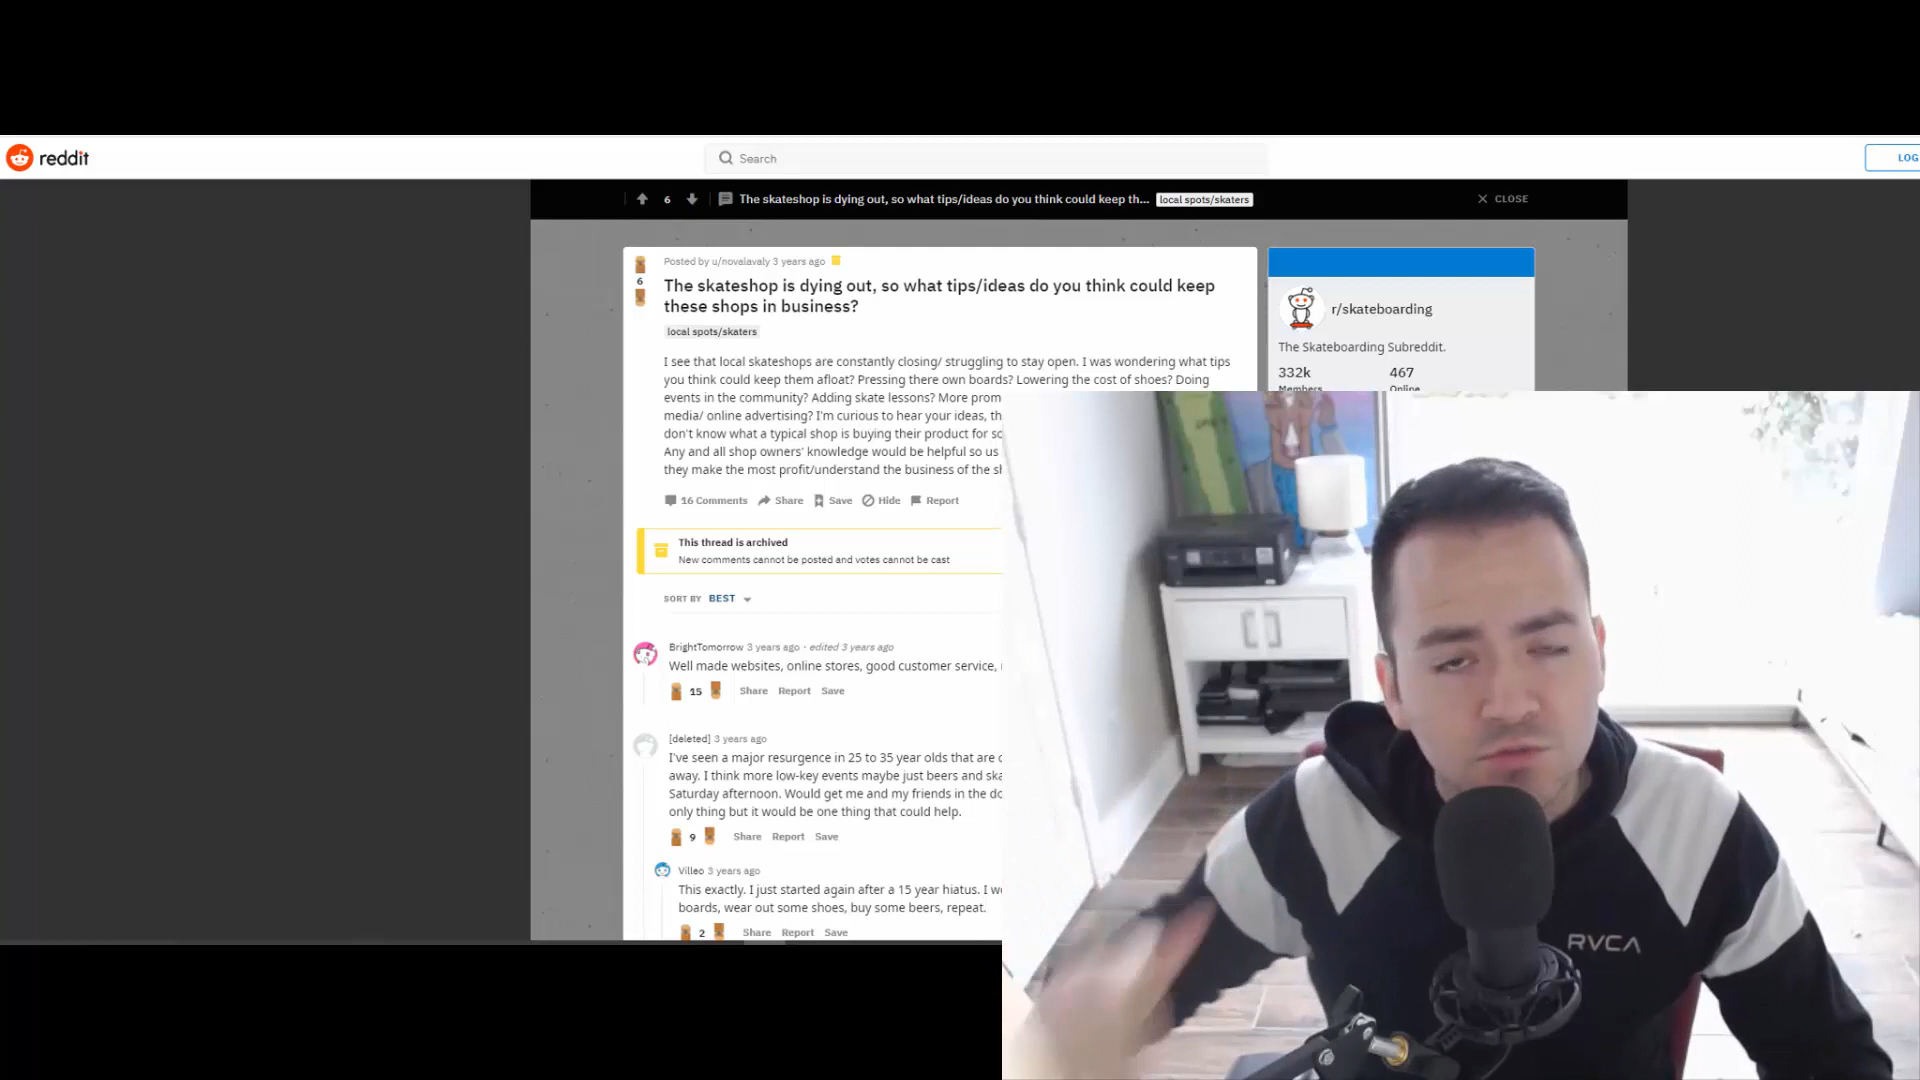 reddit
Search
LOG
6
The skateshop is dying out, so what tips/ideas do you think could keep th...
local spots/skaters
CLOSE
Posted by u/novalavaly 3 years ago
6
The skateshop is dying out, so what tips/ideas do you think could keep
these shops in business?
local spots/skaters
I see that local skateshops are constantly closing/ struggling to stay open. I was wondering what tips
you think could keep them afloat? Pressing there own boards? Lowering the cost of shoes? Doing
events in the community? Adding skate lessons? More prom
media/ online advertising? I'm curious to hear your ideas, th
don't know what a typical shop is buying their product for so
Any and all shop owners' knowledge would be helpful so us
they make the most profit/understand the business of the sh
16 Comments
Share
Save
Hide
Report
This thread is archived
New comments cannot be posted and votes cannot be cast
SORT BY BEST
BrightTomorrow 3 years ago · edited 3 years ago
Well made websites, online stores, good customer service,
15
Share
Report
Save
[deleted] 3 years ago
I've seen a major resurgence in 25 to 35 year olds that are
away. I think more low-key events maybe just beers and ska
Saturday afternoon. Would get me and my friends in the do
only thing but it would be one thing that could help.
9
Share
Report
Save
Villeo 3 years ago
This exactly. I just started again after a 15 year hiatus. I w
boards, wear out some shoes, buy some beers, repeat.
2
Share
Report
Save
r/skateboarding
The Skateboarding Subreddit.
332k
467
Members
Online
RVCA